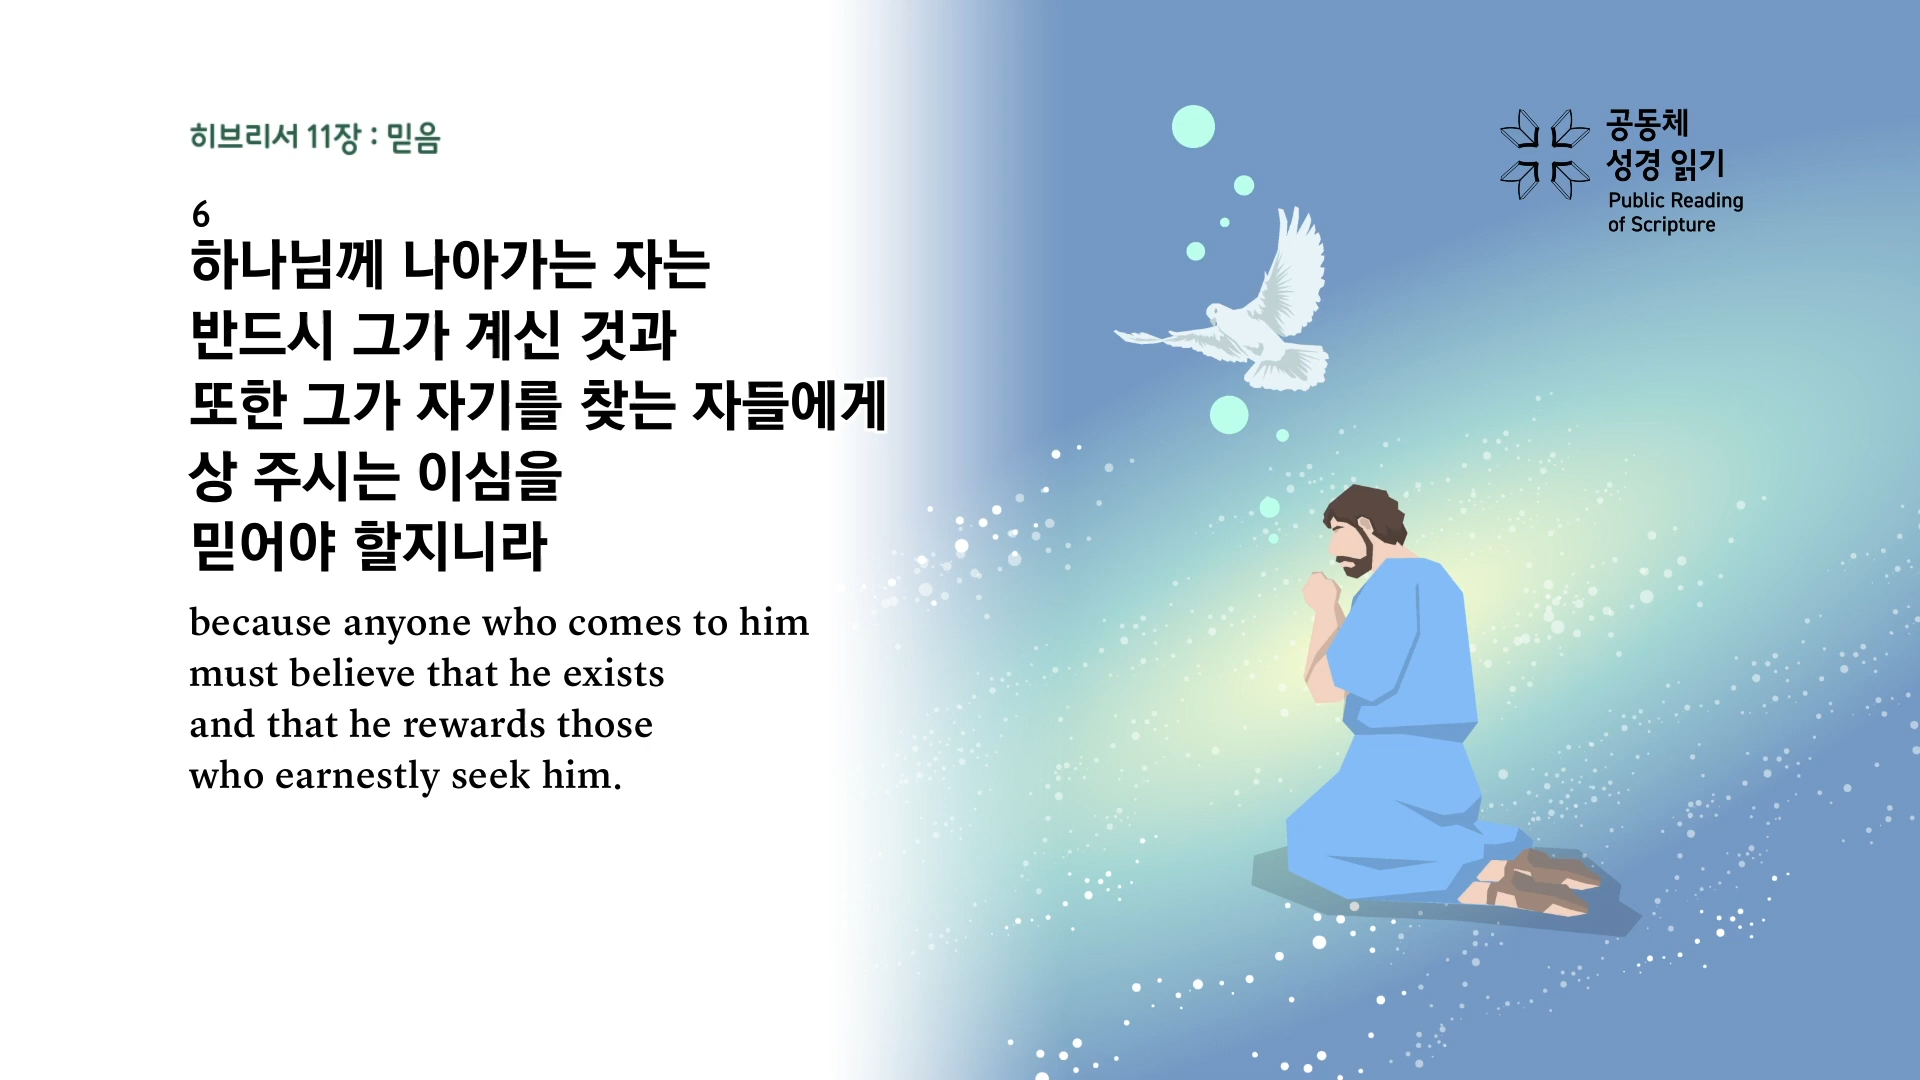 히브리서 11장 : 믿음
6
하나님께 나아가는 자는
반드시 그가 계신 것과
또한 그가 자기를 찾는 자들에게
상 주시는 이심을
믿어야 할지니라
because anyone who comes to him
must believe that he exists
and that he rewards those
who earnestly seek him.
공동체
성경 읽기
Public Reading
of Scripture